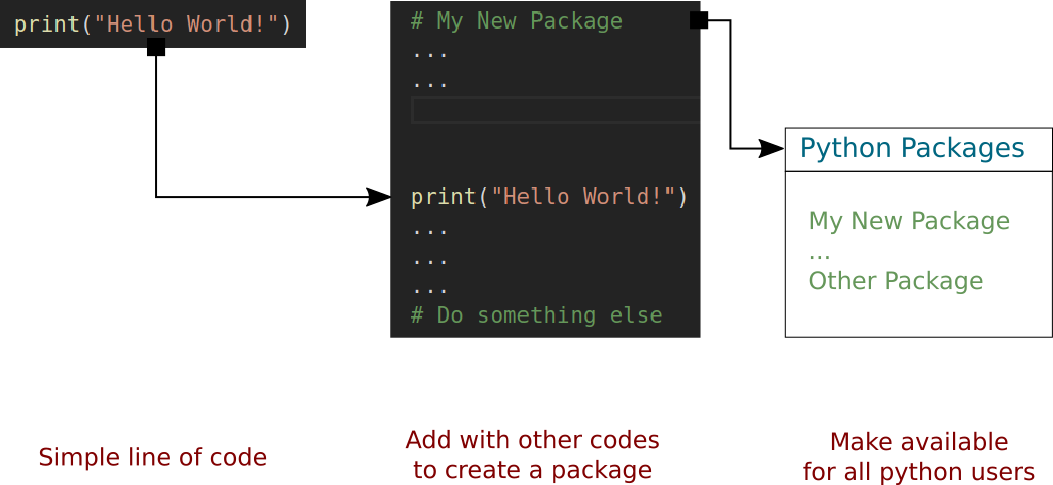 print("Hello World!")
# My New Package
...
...
print("Hello World!")
...
...
...
# Do something else
Python Packages
My New Package
...
Other Package
Simple line of code
Add with other codes
to create a package
Make available
for all python users